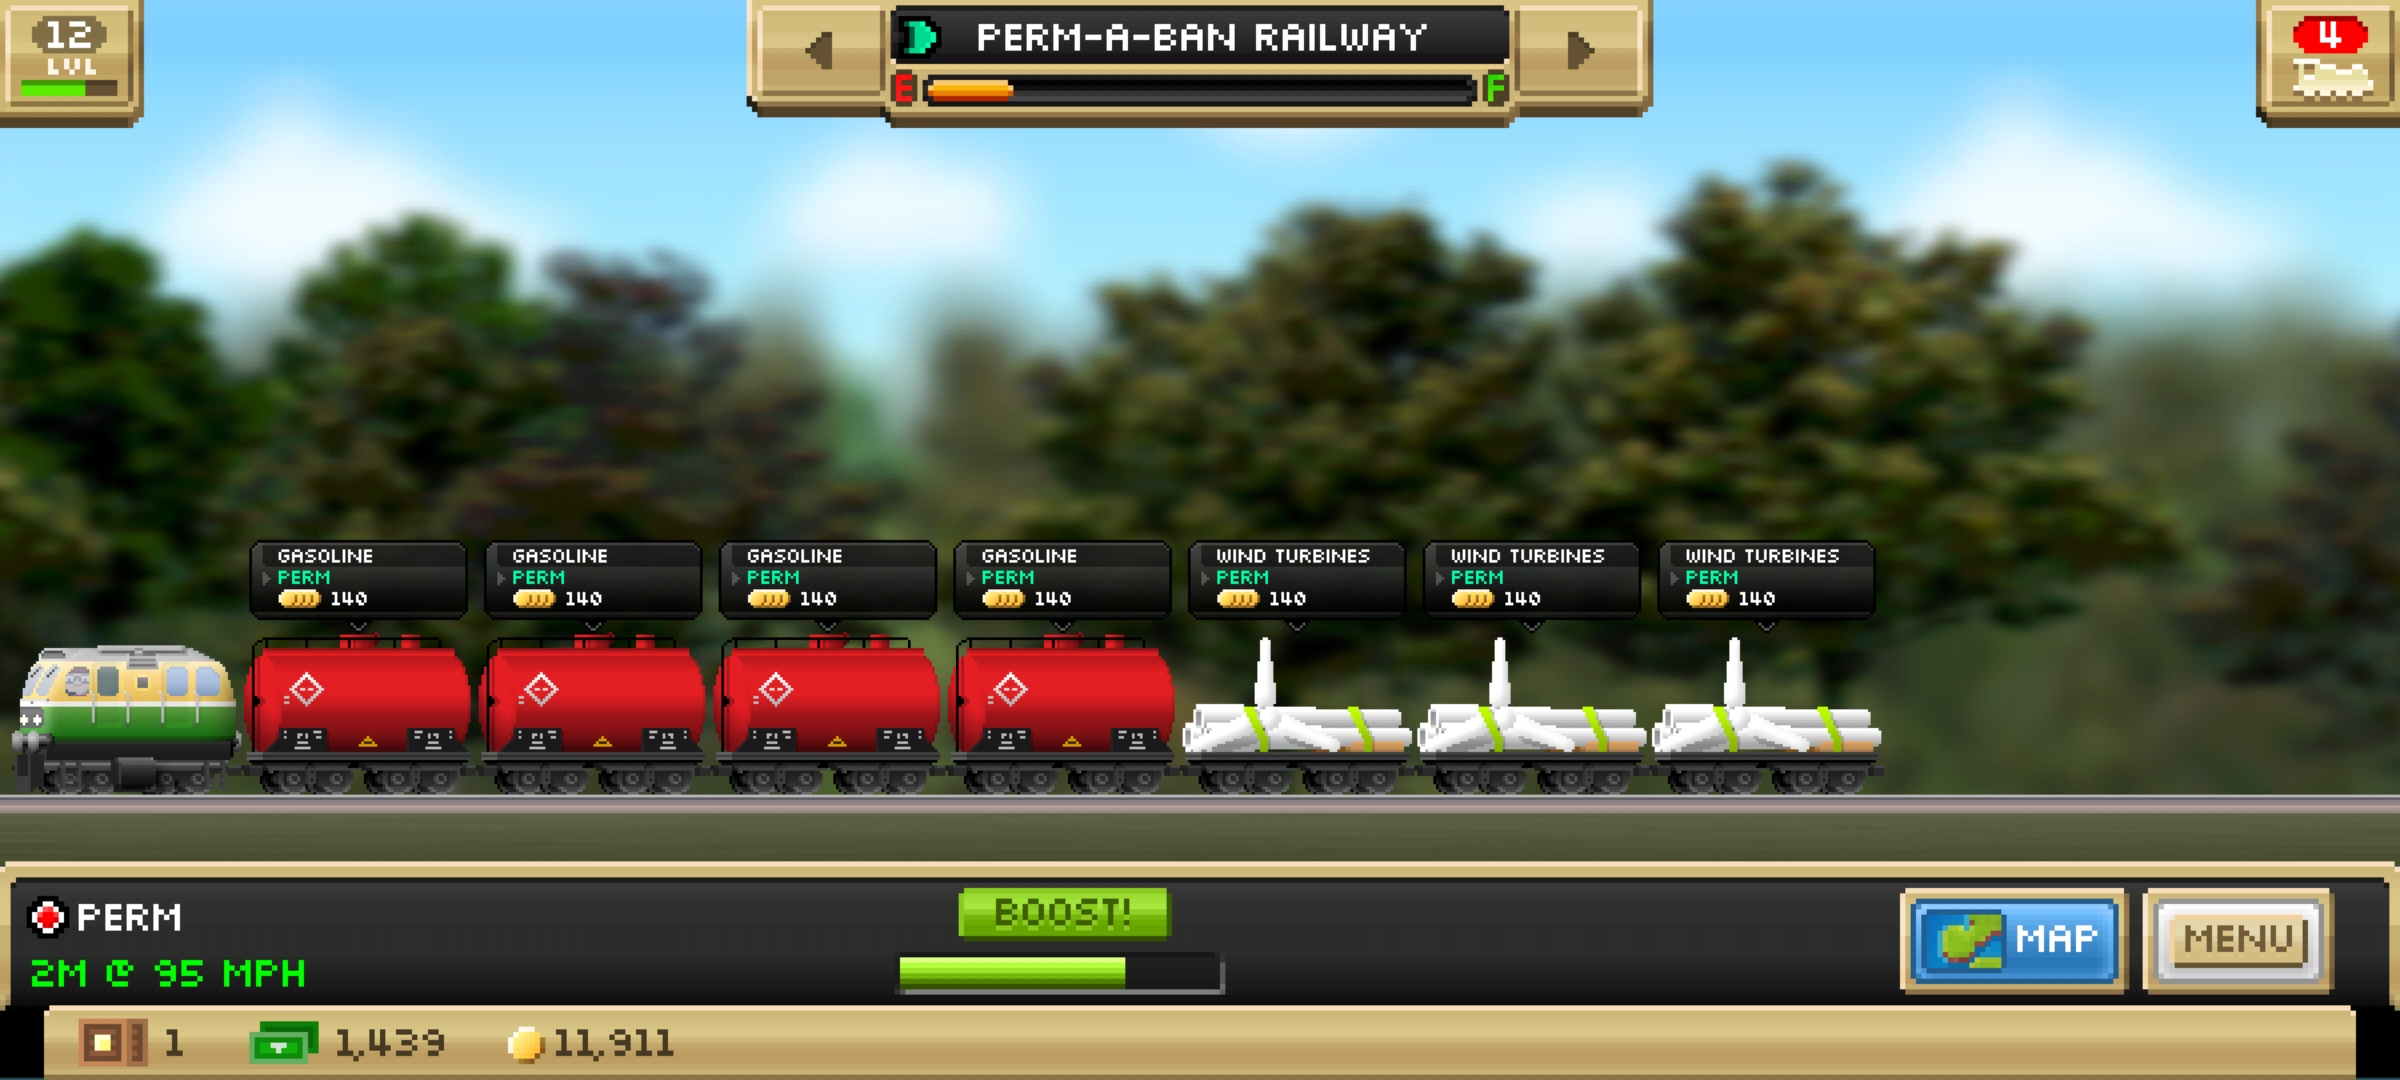 12
LVL
PERM-A-BAN RAILWAY
E
F
4
GASOLINE
PERM
140
GASOLINE
PERM
140
GASOLINE
PERM
140
GASOLINE
PERM
140
WIND TURBINES
PERM
140
WIND TURBINES
PERM
140
WIND TURBINES
PERM
140
PERM
2M @ 95 MPH
BOOST!
MAP
MENU
1
1,439
11,911